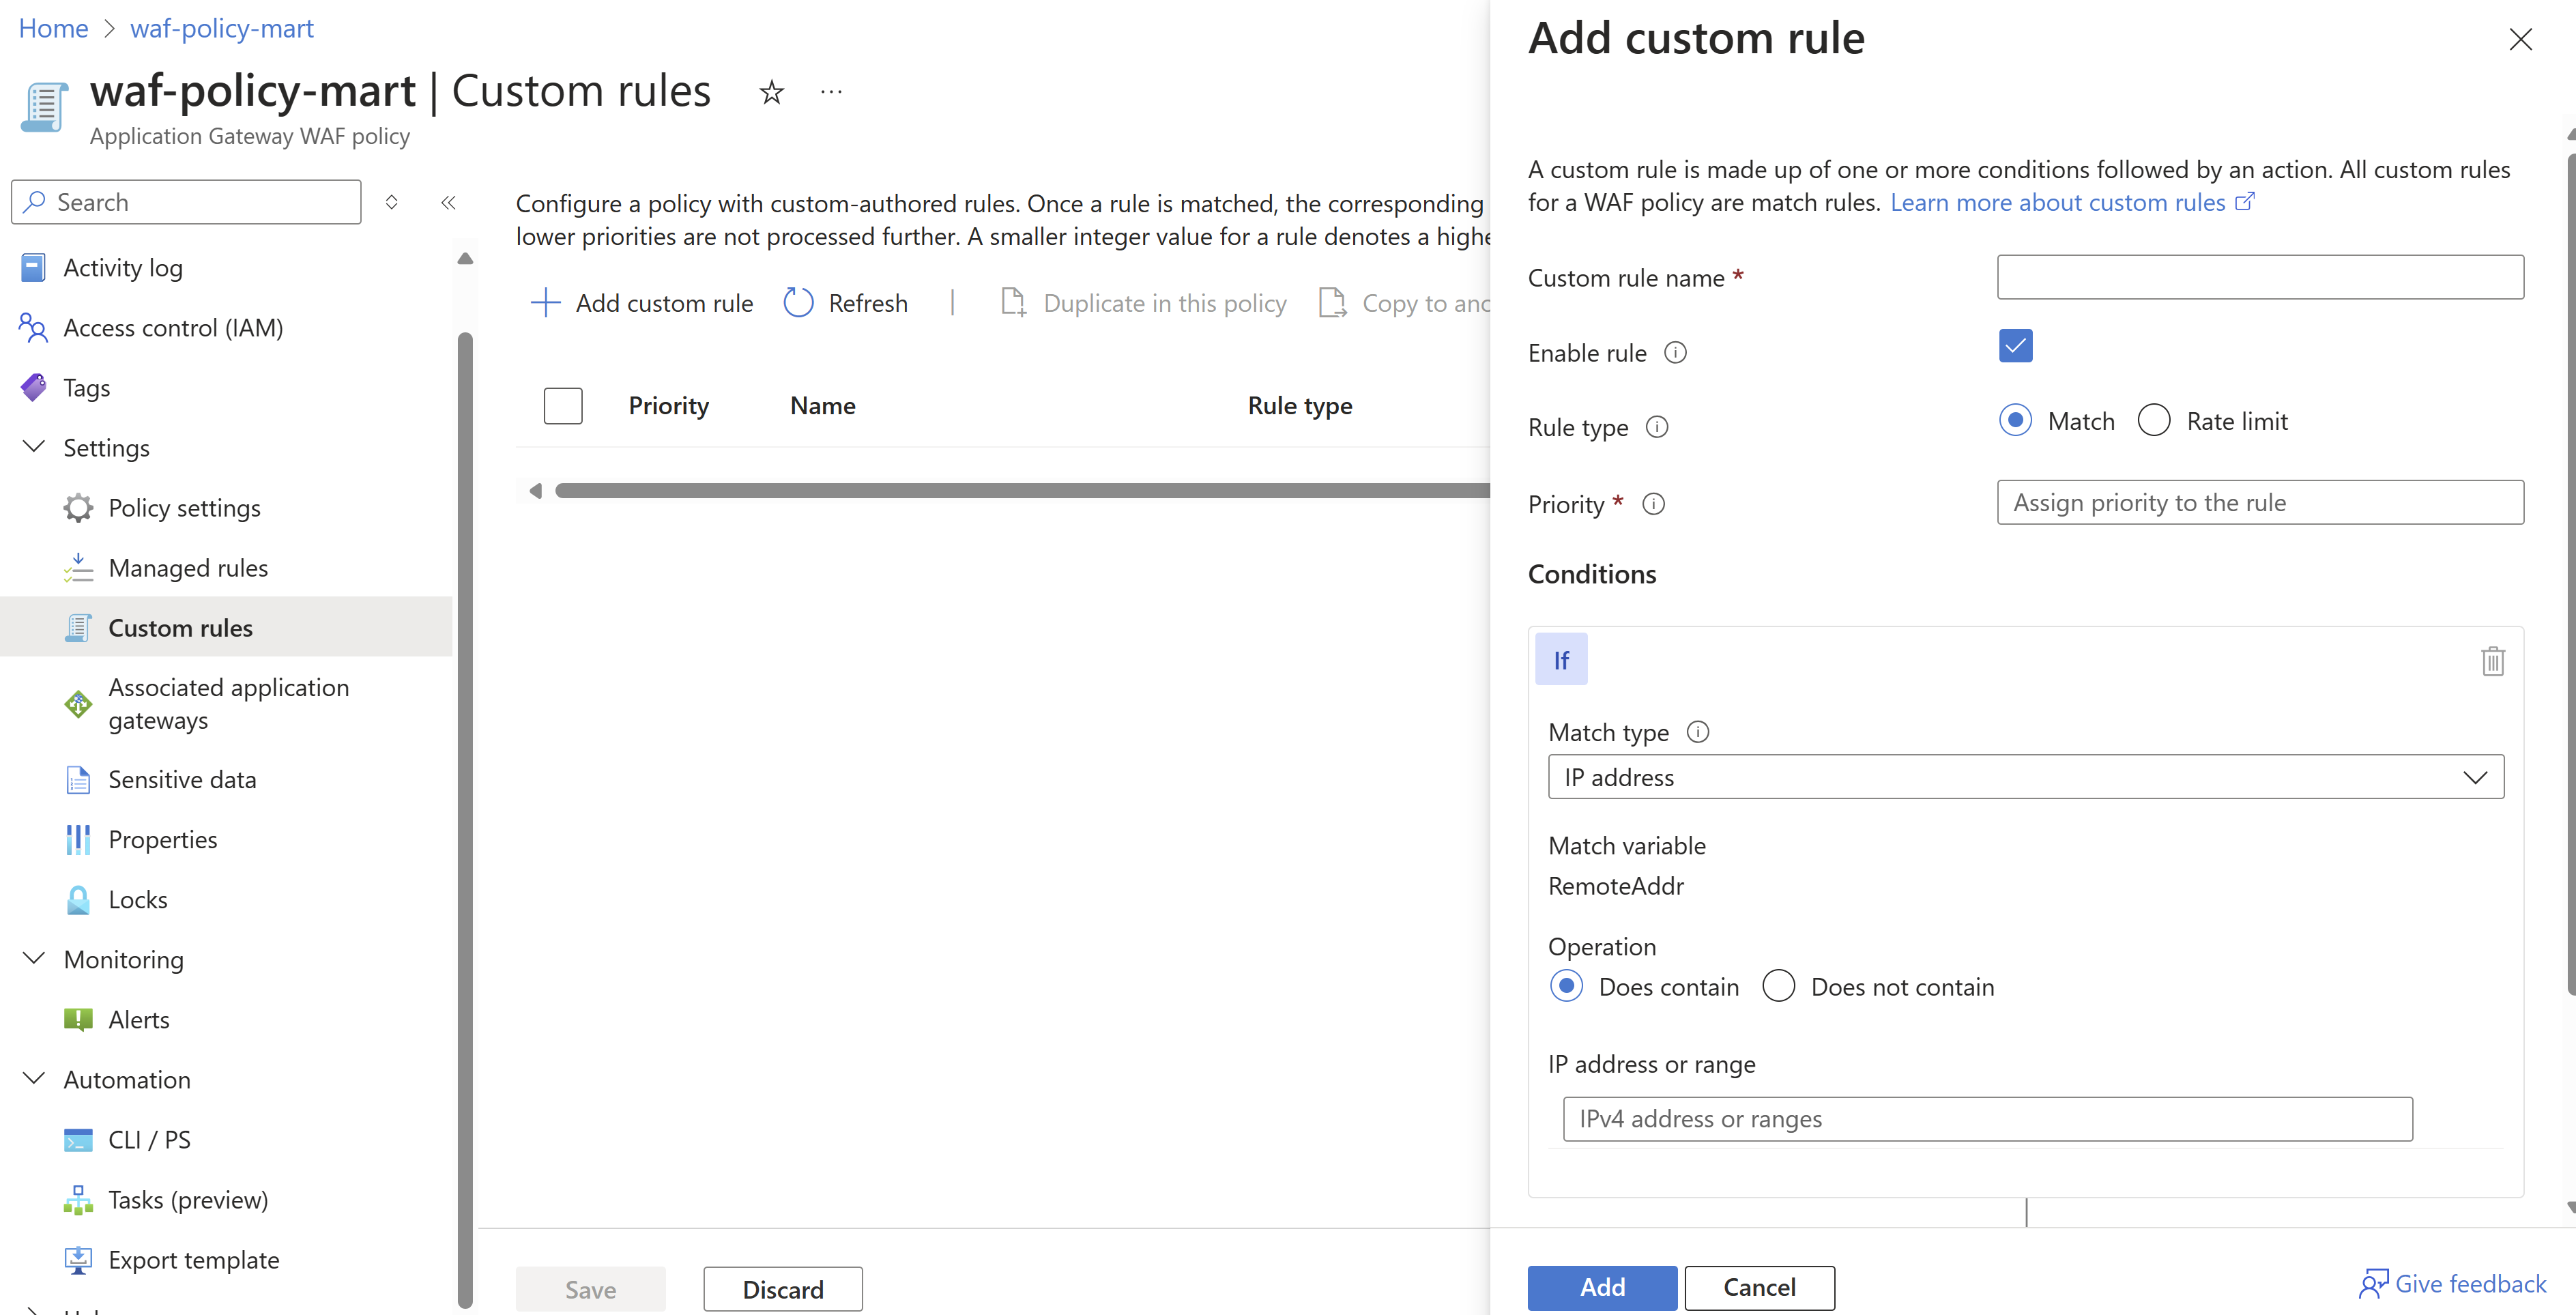 Home > waf-policy-mart
waf-policy-mart | Custom rules
Application Gateway WAF policy
Search
Activity log
Access control (IAM)
Tags
Settings
Policy settings
Managed rules
Custom rules
Associated application
gateways
Sensitive data
Properties
Locks
Monitoring
Alerts
Automation
CLI / PS
Tasks (preview)
Export template
Configure a policy with custom-authored rules. Once a rule is matched, the corresponding
lower priorities are not processed further. A smaller integer value for a rule denotes a
Add custom rule
Refresh
Duplicate in this policy
Copy to
Priority
Name
Rule type
Save
Discard
Add custom rule
A custom rule is made up of one or more conditions followed by an action. All custom rules
for a WAF policy are match rules. Learn more about custom rules
Custom rule name *
Enable rule
Rule type
Match
Rate limit
Priority *
Assign priority to the rule
Conditions
If
Match type
IP address
Match variable
RemoteAddr
Operation
Does contain
Does not contain
IP address or range
IPv4 address or ranges
Add
Cancel
Give feedback